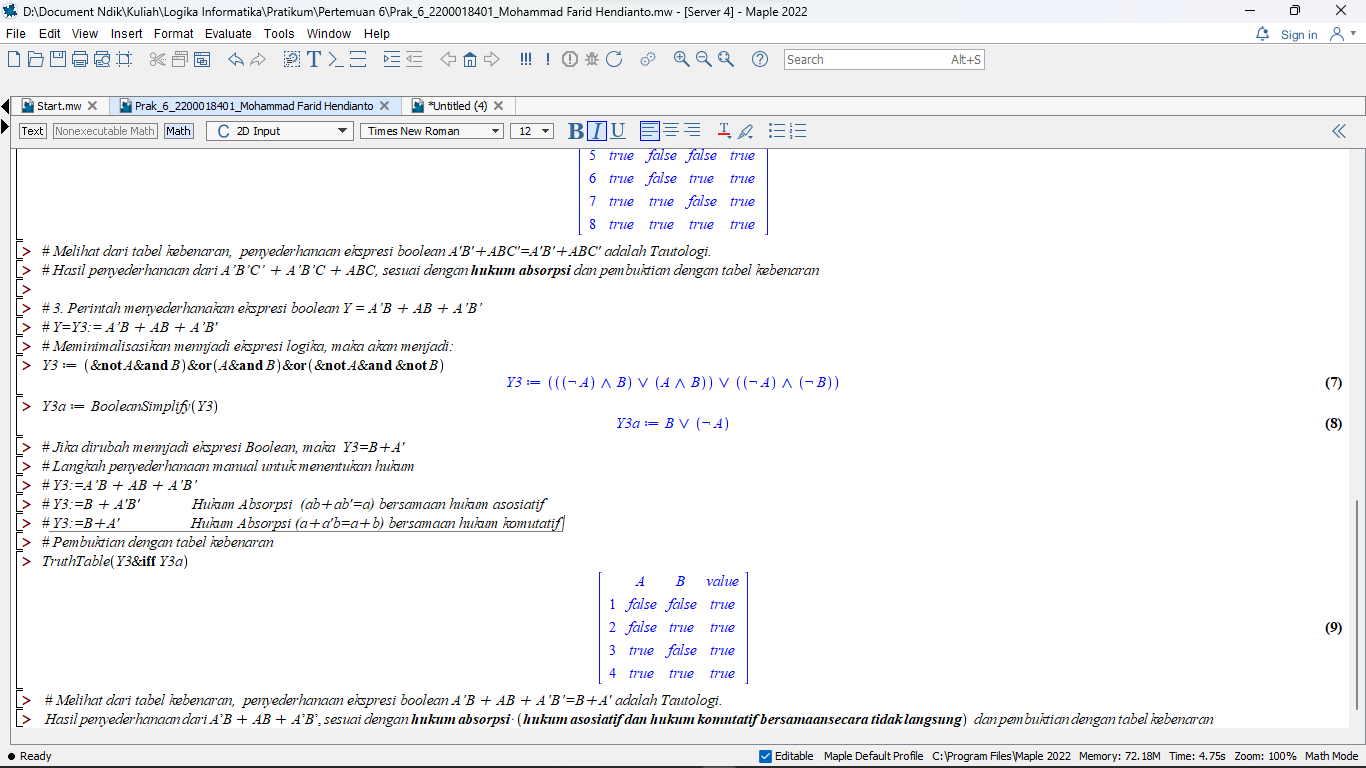 D:\Document Ndik\Kuliah\Logika Informatika\Pratikum\Pertemuan 6\Prak_6_2200018401_Mohammad Farid Hendianto.mw - [Server 4] - Maple 2022
File Edit View Insert Format Evaluate Tools Window Help
Sign in
Search Alt+S
Start.mw Prak_6_2200018401_Mohammad Farid Hendianto *Untitled (4)
Text Nonexecutable Math Math C 2D Input Times New Roman 12 B I U
5 true false false true
6 true false true true
7 true true false true
8 true true true true
> # Melihat dari tabel kebenaran, penyederhanaan ekspresi boolean A'B'+ABC'=A'B'+ABC' adalah Tautologi.
> # Hasil penyederhanaan dari A'B'C' + A'B'C + ABC, sesuai dengan hukum absorpsi dan pembuktian dengan tabel kebenaran
>
> # 3. Perintah menyederhanakan ekspresi boolean Y = A'B + AB + A'B'
> # Y=Y3:= A'B + AB + A'B'
> # Meminimalisasikan mennjadi ekspresi logika, maka akan menjadi:
> Y3 := (&not A &and B) &or (A &and B) &or (&not A &and &not B)
Y3 := (((¬ A) ∧ B) ∨ (A ∧ B)) ∨ ((¬ A) ∧ (¬ B)) (7)
> Y3a := BooleanSimplify(Y3)
Y3a := B ∨ (¬ A) (8)
> # Jika dirubah mennjadi ekspresi Boolean, maka Y3=B+A'
> # Langkah penyederhanaan manual untuk menentukan hukum
> # Y3:=A'B + AB + A'B'
> # Y3:=B + A'B' Hukum Absorpsi (ab+ab'=a) bersamaan hukum asosiatif
> # Y3:=B+A' Hukum Absorpsi (a+a'b=a+b) bersamaan hukum komutatif
> # Pembuktian dengan tabel kebenaran
> TruthTable(Y3 &iff Y3a)
A B value
1 false false true
2 false true true
3 true false true
4 true true true
(9)
> # Melihat dari tabel kebenaran, penyederhanaan ekspresi boolean A'B + AB + A'B'=B+A' adalah Tautologi.
> Hasil penyederhanaan dari A'B + AB + A'B', sesuai dengan hukum absorpsi· (hukum asosiatif dan hukum komutatif bersamaansecara tidak langsung) dan pembuktian dengan tabel kebenaran
Ready Editable Maple Default Profile C:\Program Files\Maple 2022 Memory: 72.18M Time: 4.75s Zoom: 100% Math Mode